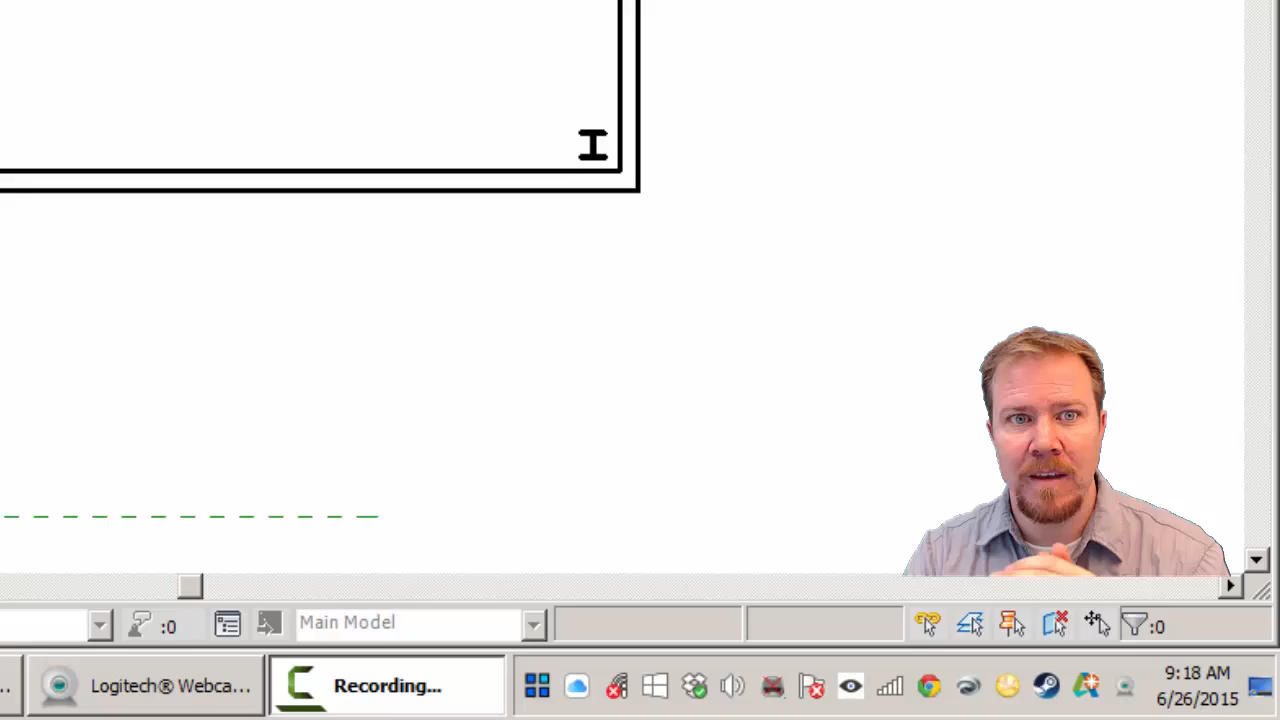 :0
Main Model
:0
Logitech® Webca...
Recording...
9:18 AM
6/26/2015